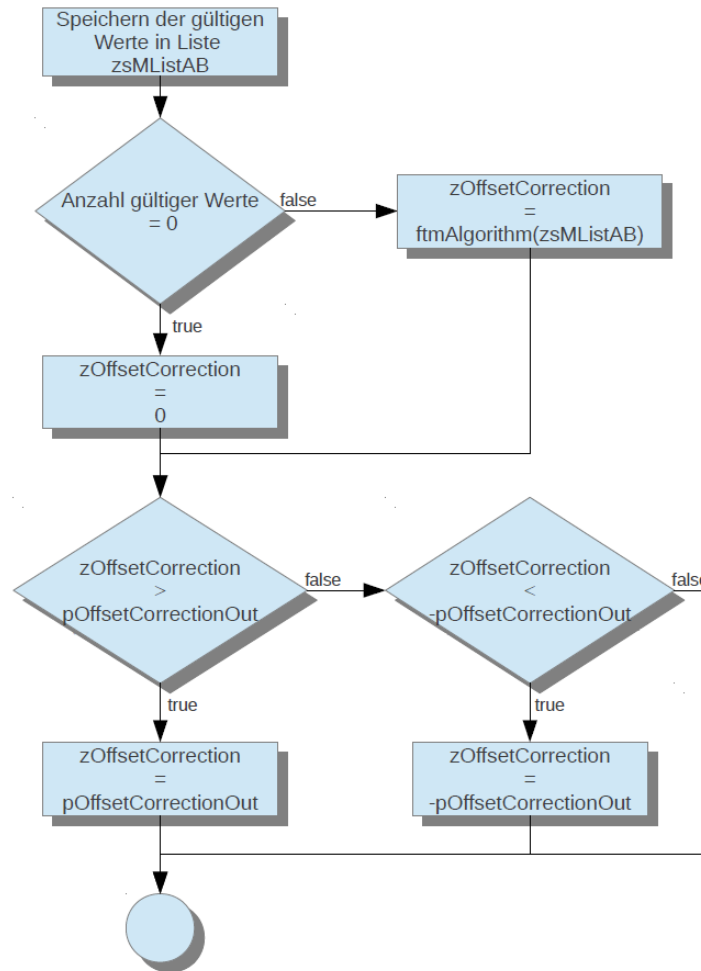 Speichern der gültigen
Werte in Liste
zsMListAB
Anzahl gültiger Werte
= 0
false
zOffsetCorrection
=
ftmAlgorithm(zsMListAB)
true
zOffsetCorrection
=
0
zOffsetCorrection
>
pOffsetCorrectionOut
false
zOffsetCorrection
<
-pOffsetCorrectionOut
false
true
true
zOffsetCorrection
=
pOffsetCorrectionOut
zOffsetCorrection
=
-pOffsetCorrectionOut